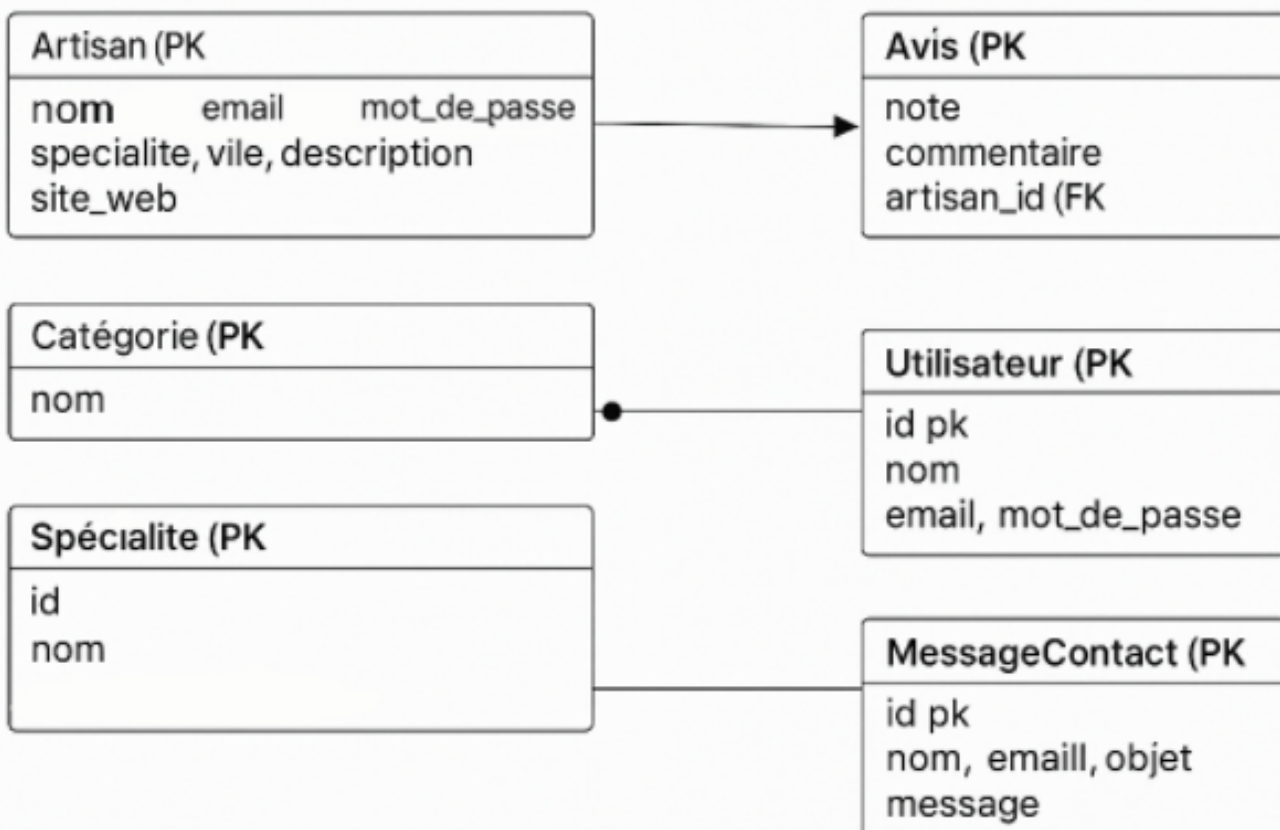 Artisan (PK
nom email mot_de_passe
specialite, vile, description
site_web
Avis (PK
note
commentaire
artisan_id (FK
Catégorie (PK
nom
Utilisateur (PK
id pk
nom
email, mot_de_passe
Spécıalite (PK
id
nom
MessageContact (PK
id pk
nom, emaill, objet
message